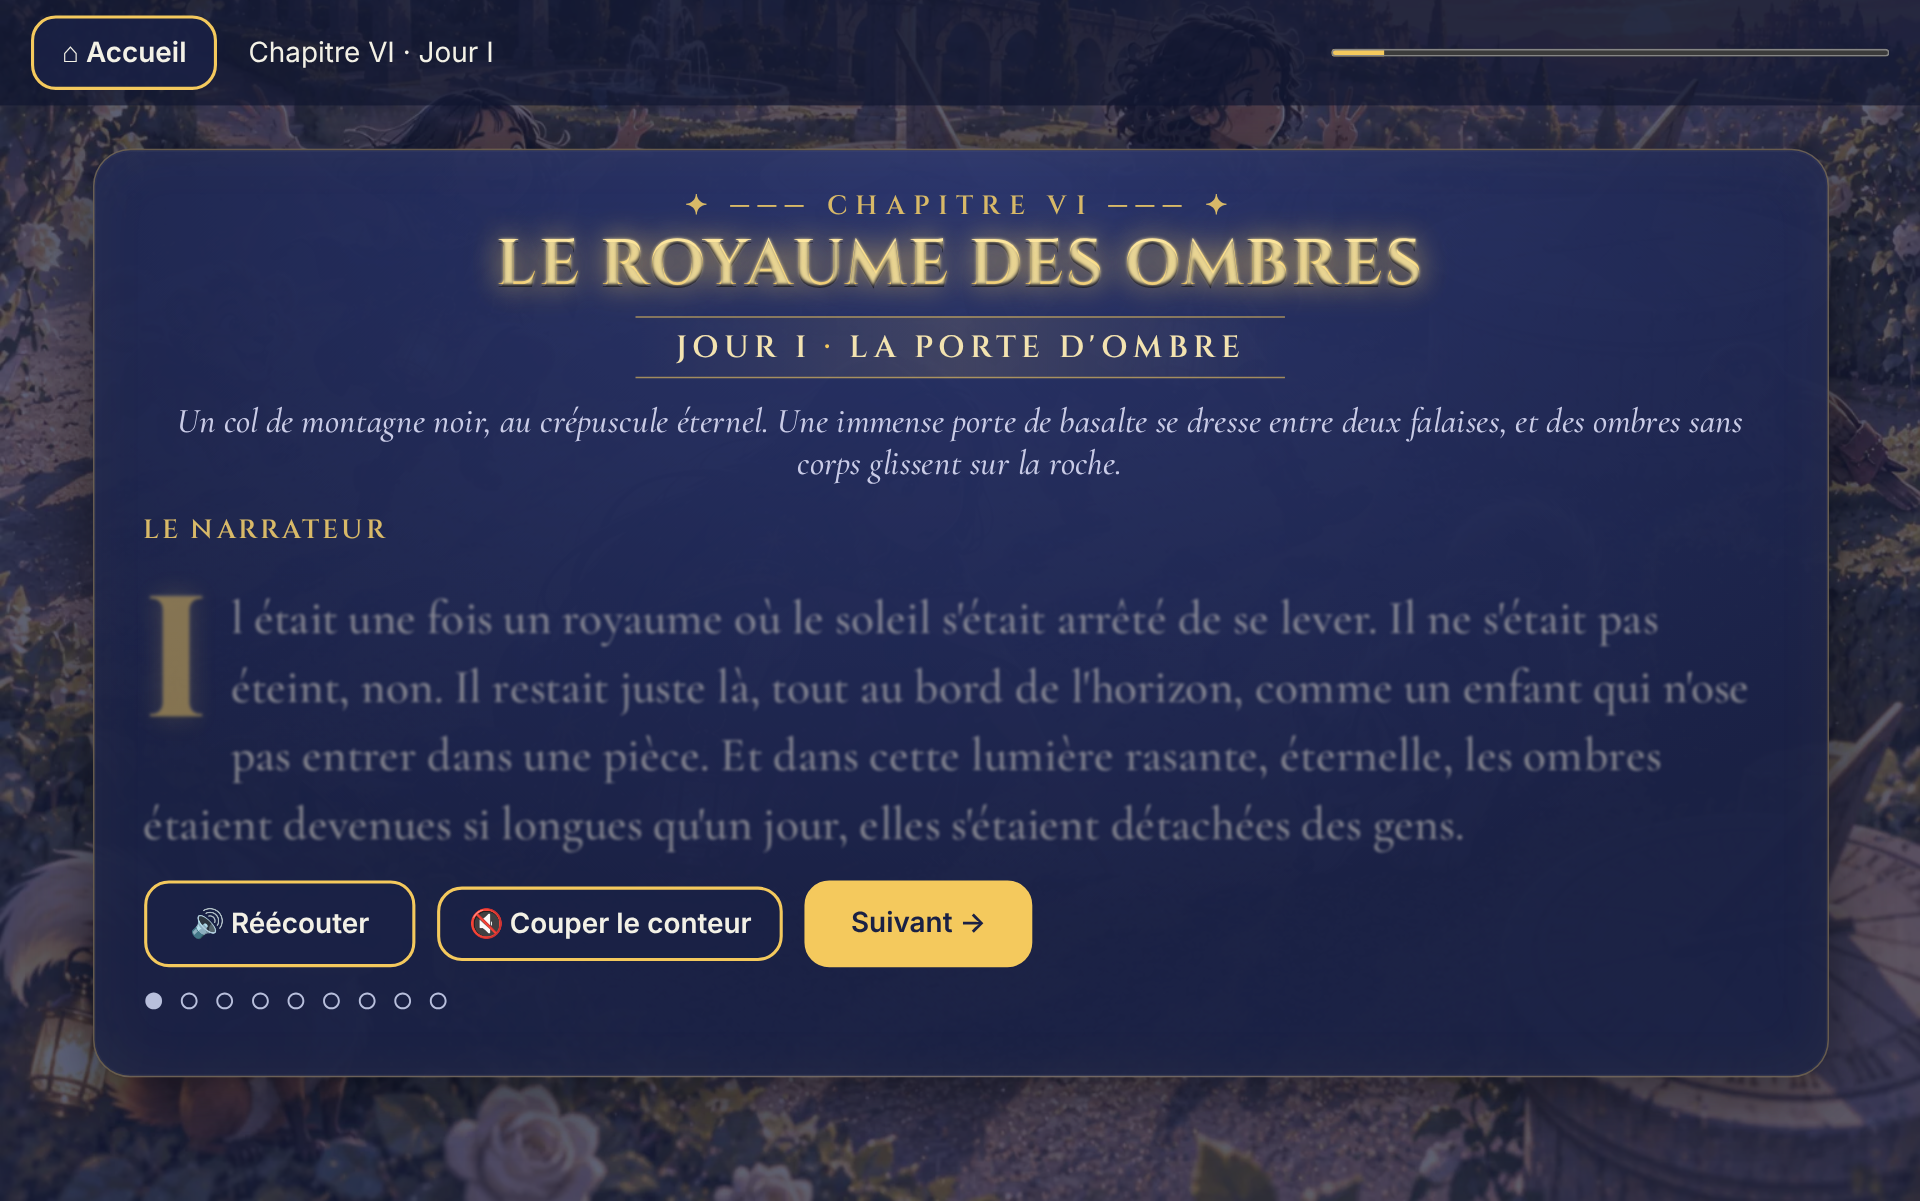 ⌂ Accueil
Chapitre VI · Jour I
✦ ——— CHAPITRE VI ——— ✦
LE ROYAUME DES OMBRES
JOUR I · LA PORTE D'OMBRE
Un col de montagne noir, au crépuscule éternel. Une immense porte de basalte se dresse entre deux falaises, et des ombres sans
corps glissent sur la roche.
LE NARRATEUR
Il était une fois un royaume où le soleil s'était arrêté de se lever. Il ne s'était pas
éteint, non. Il restait juste là, tout au bord de l'horizon, comme un enfant qui n'ose
pas entrer dans une pièce. Et dans cette lumière rasante, éternelle, les ombres
étaient devenues si longues qu'un jour, elles s'étaient détachées des gens.
🔊 Réécouter
🔇 Couper le conteur
Suivant →